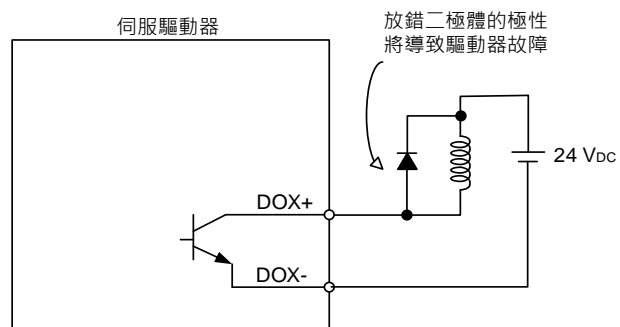 伺服驅動器
放錯二極體的極性
將導致驅動器故障
24 VDC
DOX+
DOX-